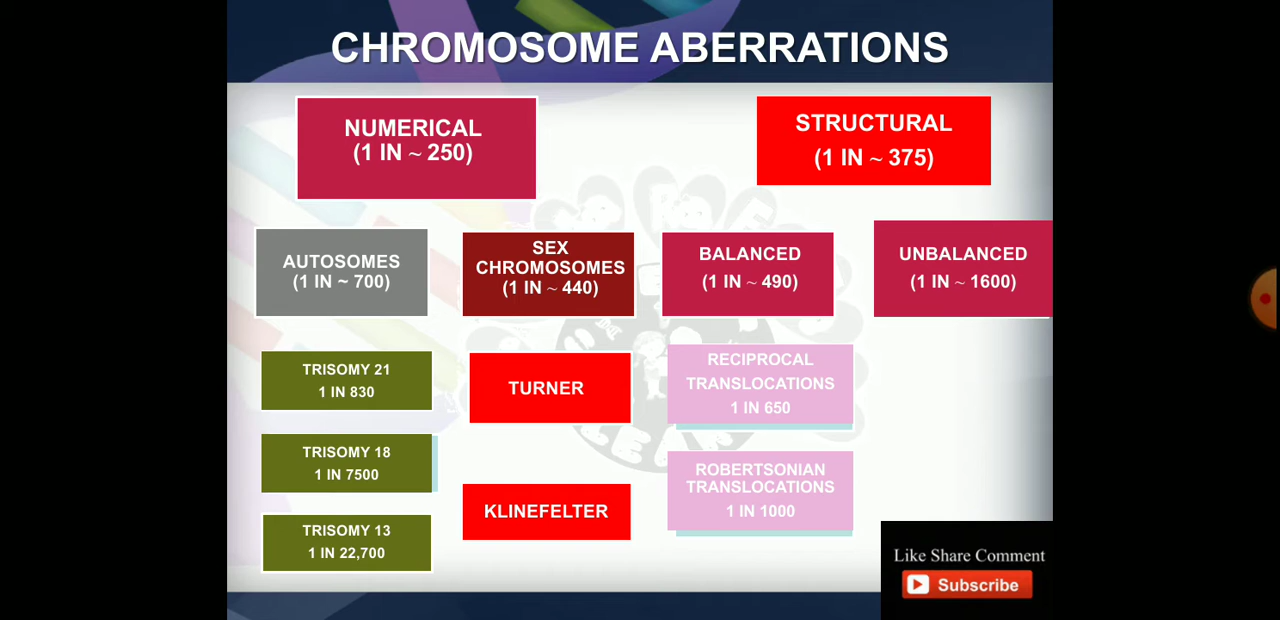 CHROMOSOME ABERRATIONS
NUMERICAL
(1 IN ~ 250)
STRUCTURAL
(1 IN ~ 375)
AUTOSOMES
(1 IN ~ 700)
SEX
CHROMOSOMES
(1 IN ~ 440)
BALANCED
(1 IN ~ 490)
UNBALANCED
(1 IN ~ 1600)
TRISOMY 21
1 IN 830
TRISOMY 18
1 IN 7500
TRISOMY 13
1 IN 22,700
TURNER
KLINEFELTER
RECIPROCAL
TRANSLOCATIONS
1 IN 650
ROBERTSONIAN
TRANSLOCATIONS
1 IN 1000
Like Share Comment
Subscribe